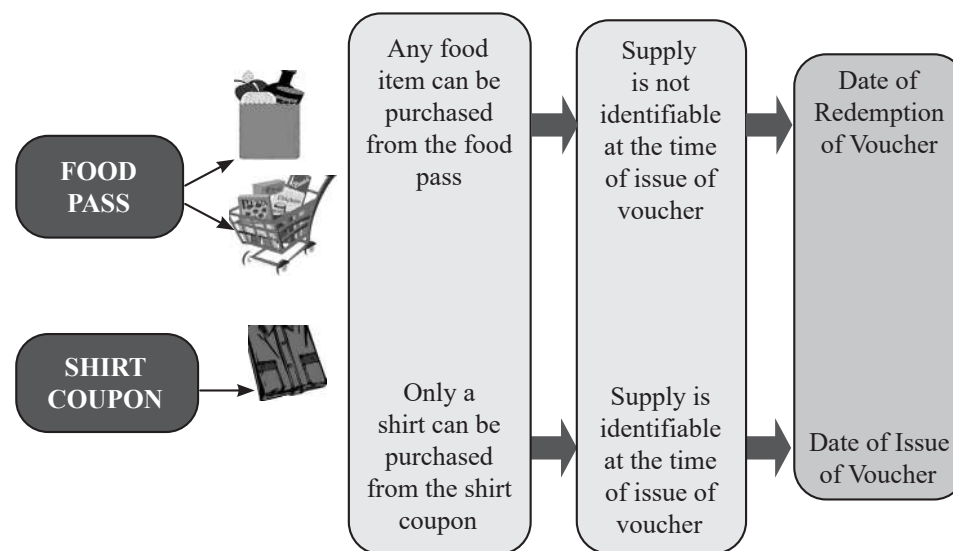 FOOD
PASS
Any food
item can be
purchased
from the food
pass
Supply
is not
identifiable
at the time
of issue of
voucher
Date of
Redemption
of Voucher
SHIRT
COUPON
Only a
shirt can be
purchased
from the shirt
coupon
Supply is
identifiable
at the time
of issue of
voucher
Date of Issue
of Voucher